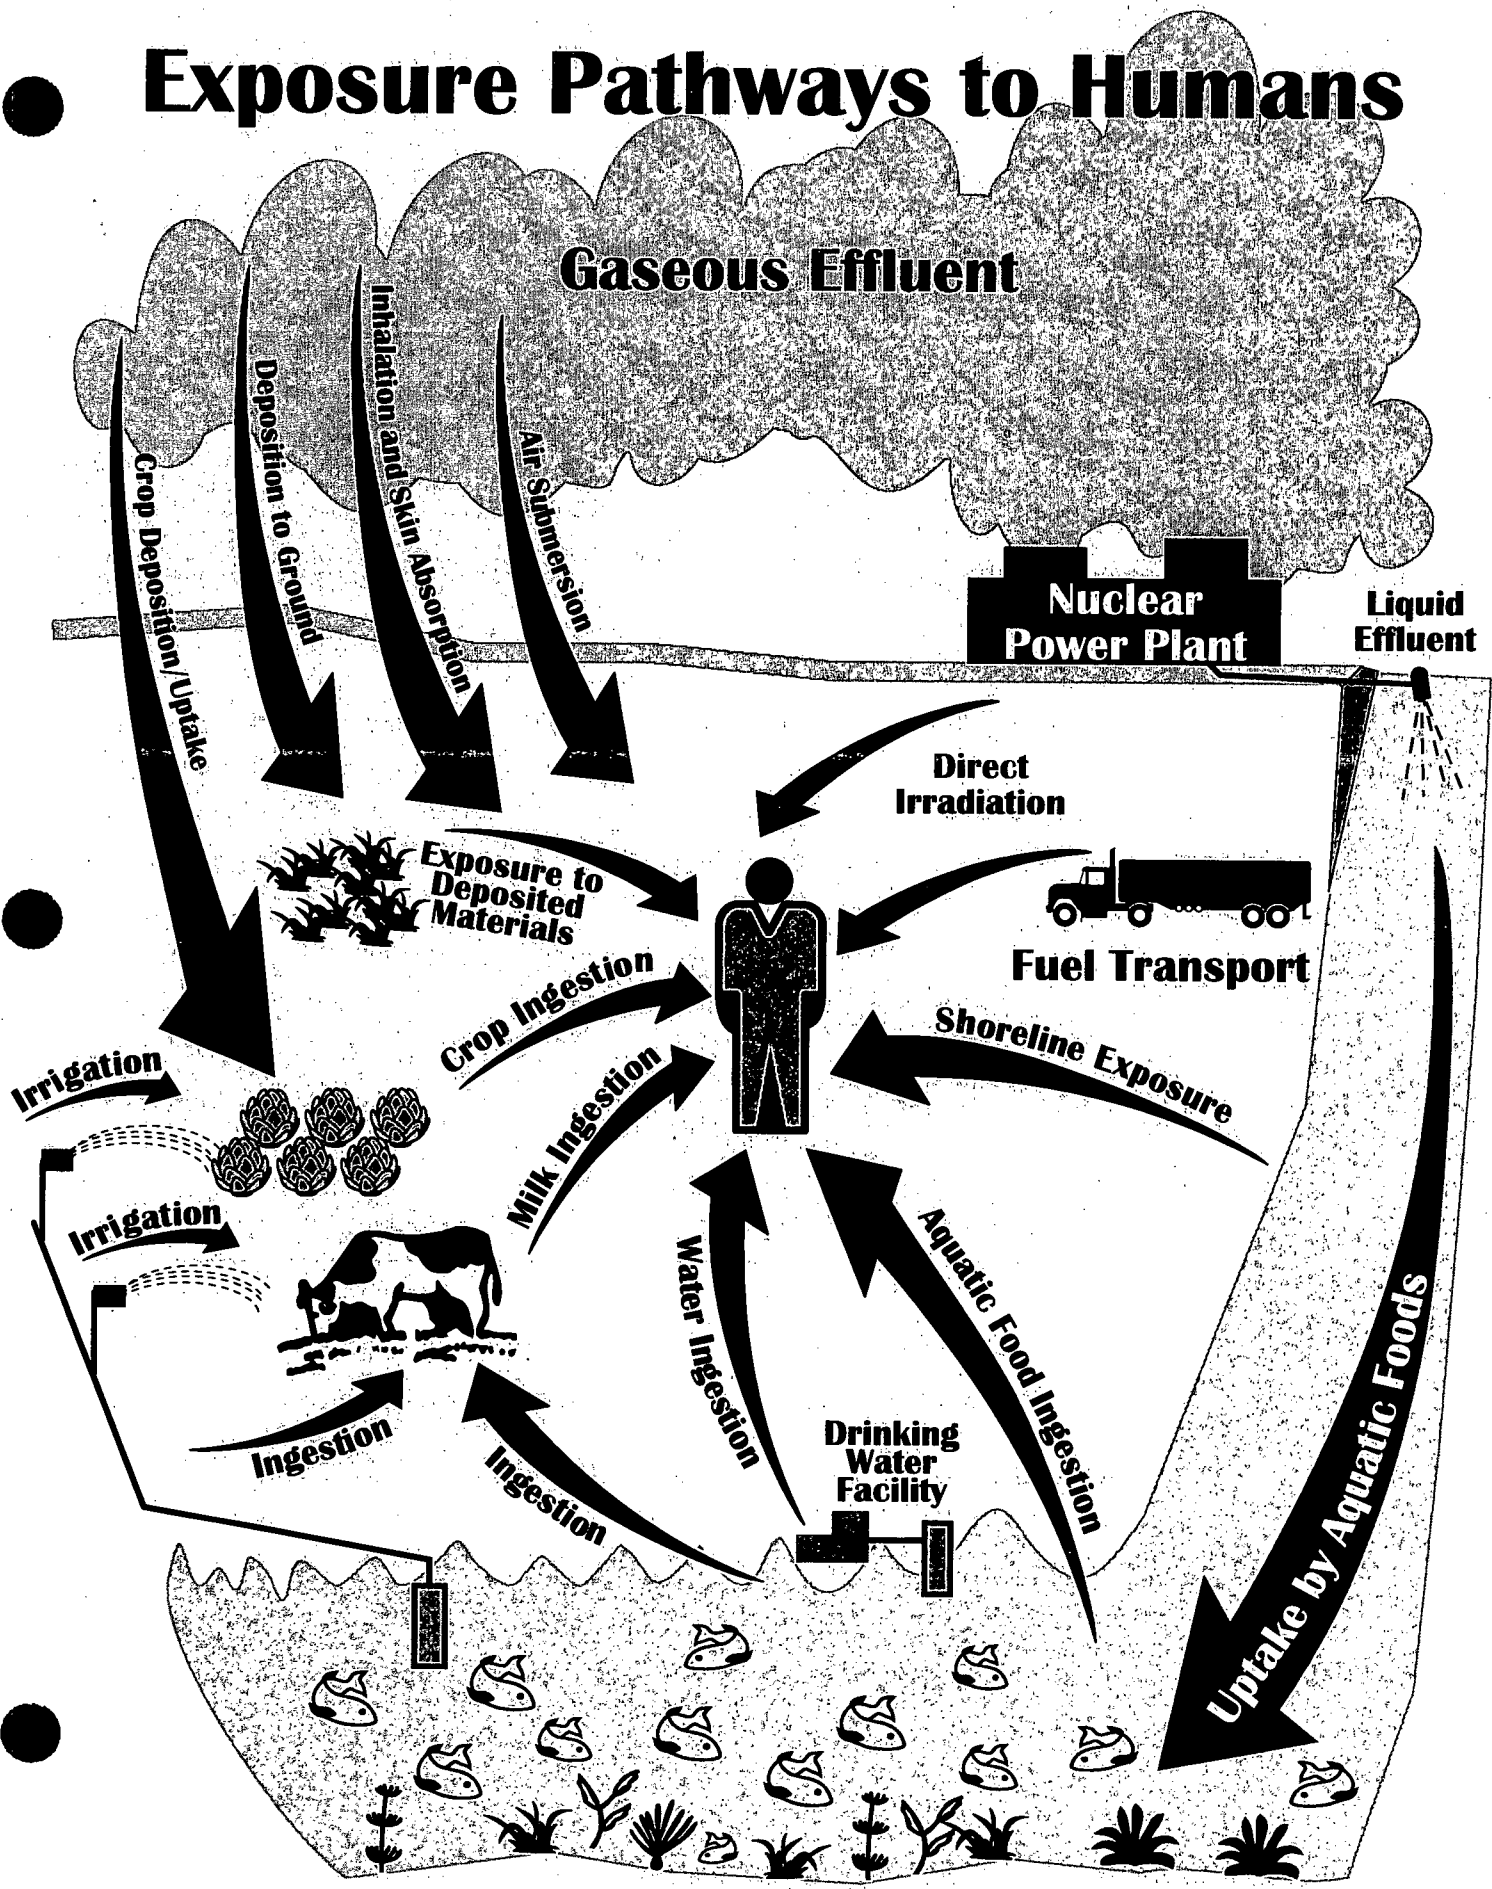 Exposure Pathways to Humans
Gaseous Effluent
Crop Deposition/Uptake
Deposition to Ground
Inhalation and Skin Absorption
Air Submersion
Nuclear
Power Plant
Liquid
Effluent
Direct
Irradiation
Exposure to
Deposited
Materials
Fuel Transport
Crop Ingestion
Shoreline Exposure
Irrigation
Milk Ingestion
Irrigation
Water Ingestion
Aquatic Food Ingestion
Uptake by Aquatic Foods
Ingestion
Ingestion
Drinking
Water
Facility